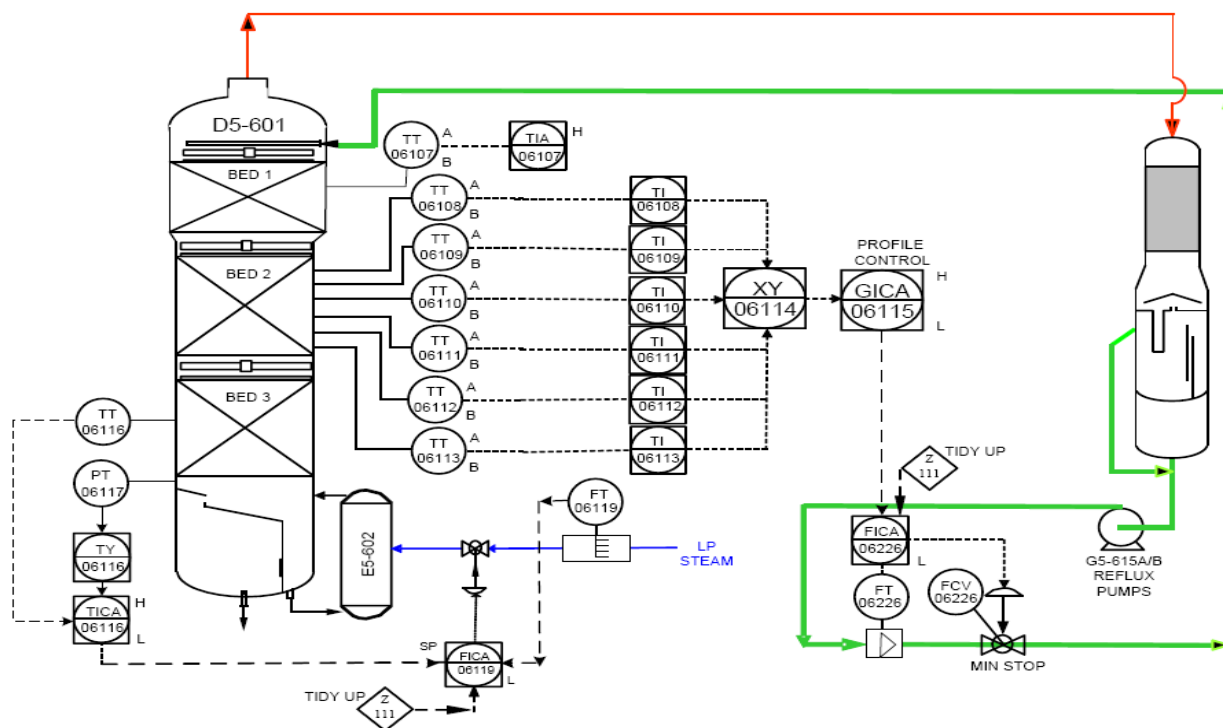 D5-601
BED 1
BED 2
BED 3
TT
06107
A
B
TIA
06107
H
TT
06108
A
B
TI
06108
TT
06109
A
B
TI
06109
TT
06110
A
B
TI
06110
TT
06111
A
B
TI
06111
TT
06112
A
B
TI
06112
TT
06113
A
B
TI
06113
XY
06114
PROFILE
CONTROL
GICA
06115
H
L
TT
06116
PT
06117
TY
06116
TICA
06116
H
L
E5-602
FT
06119
LP
STEAM
SP
FICA
06119
L
TIDY UP
Z
111
Z
111
TIDY UP
FICA
06226
L
FT
06226
FCV
06226
MIN STOP
G5-615A/B
REFLUX
PUMPS